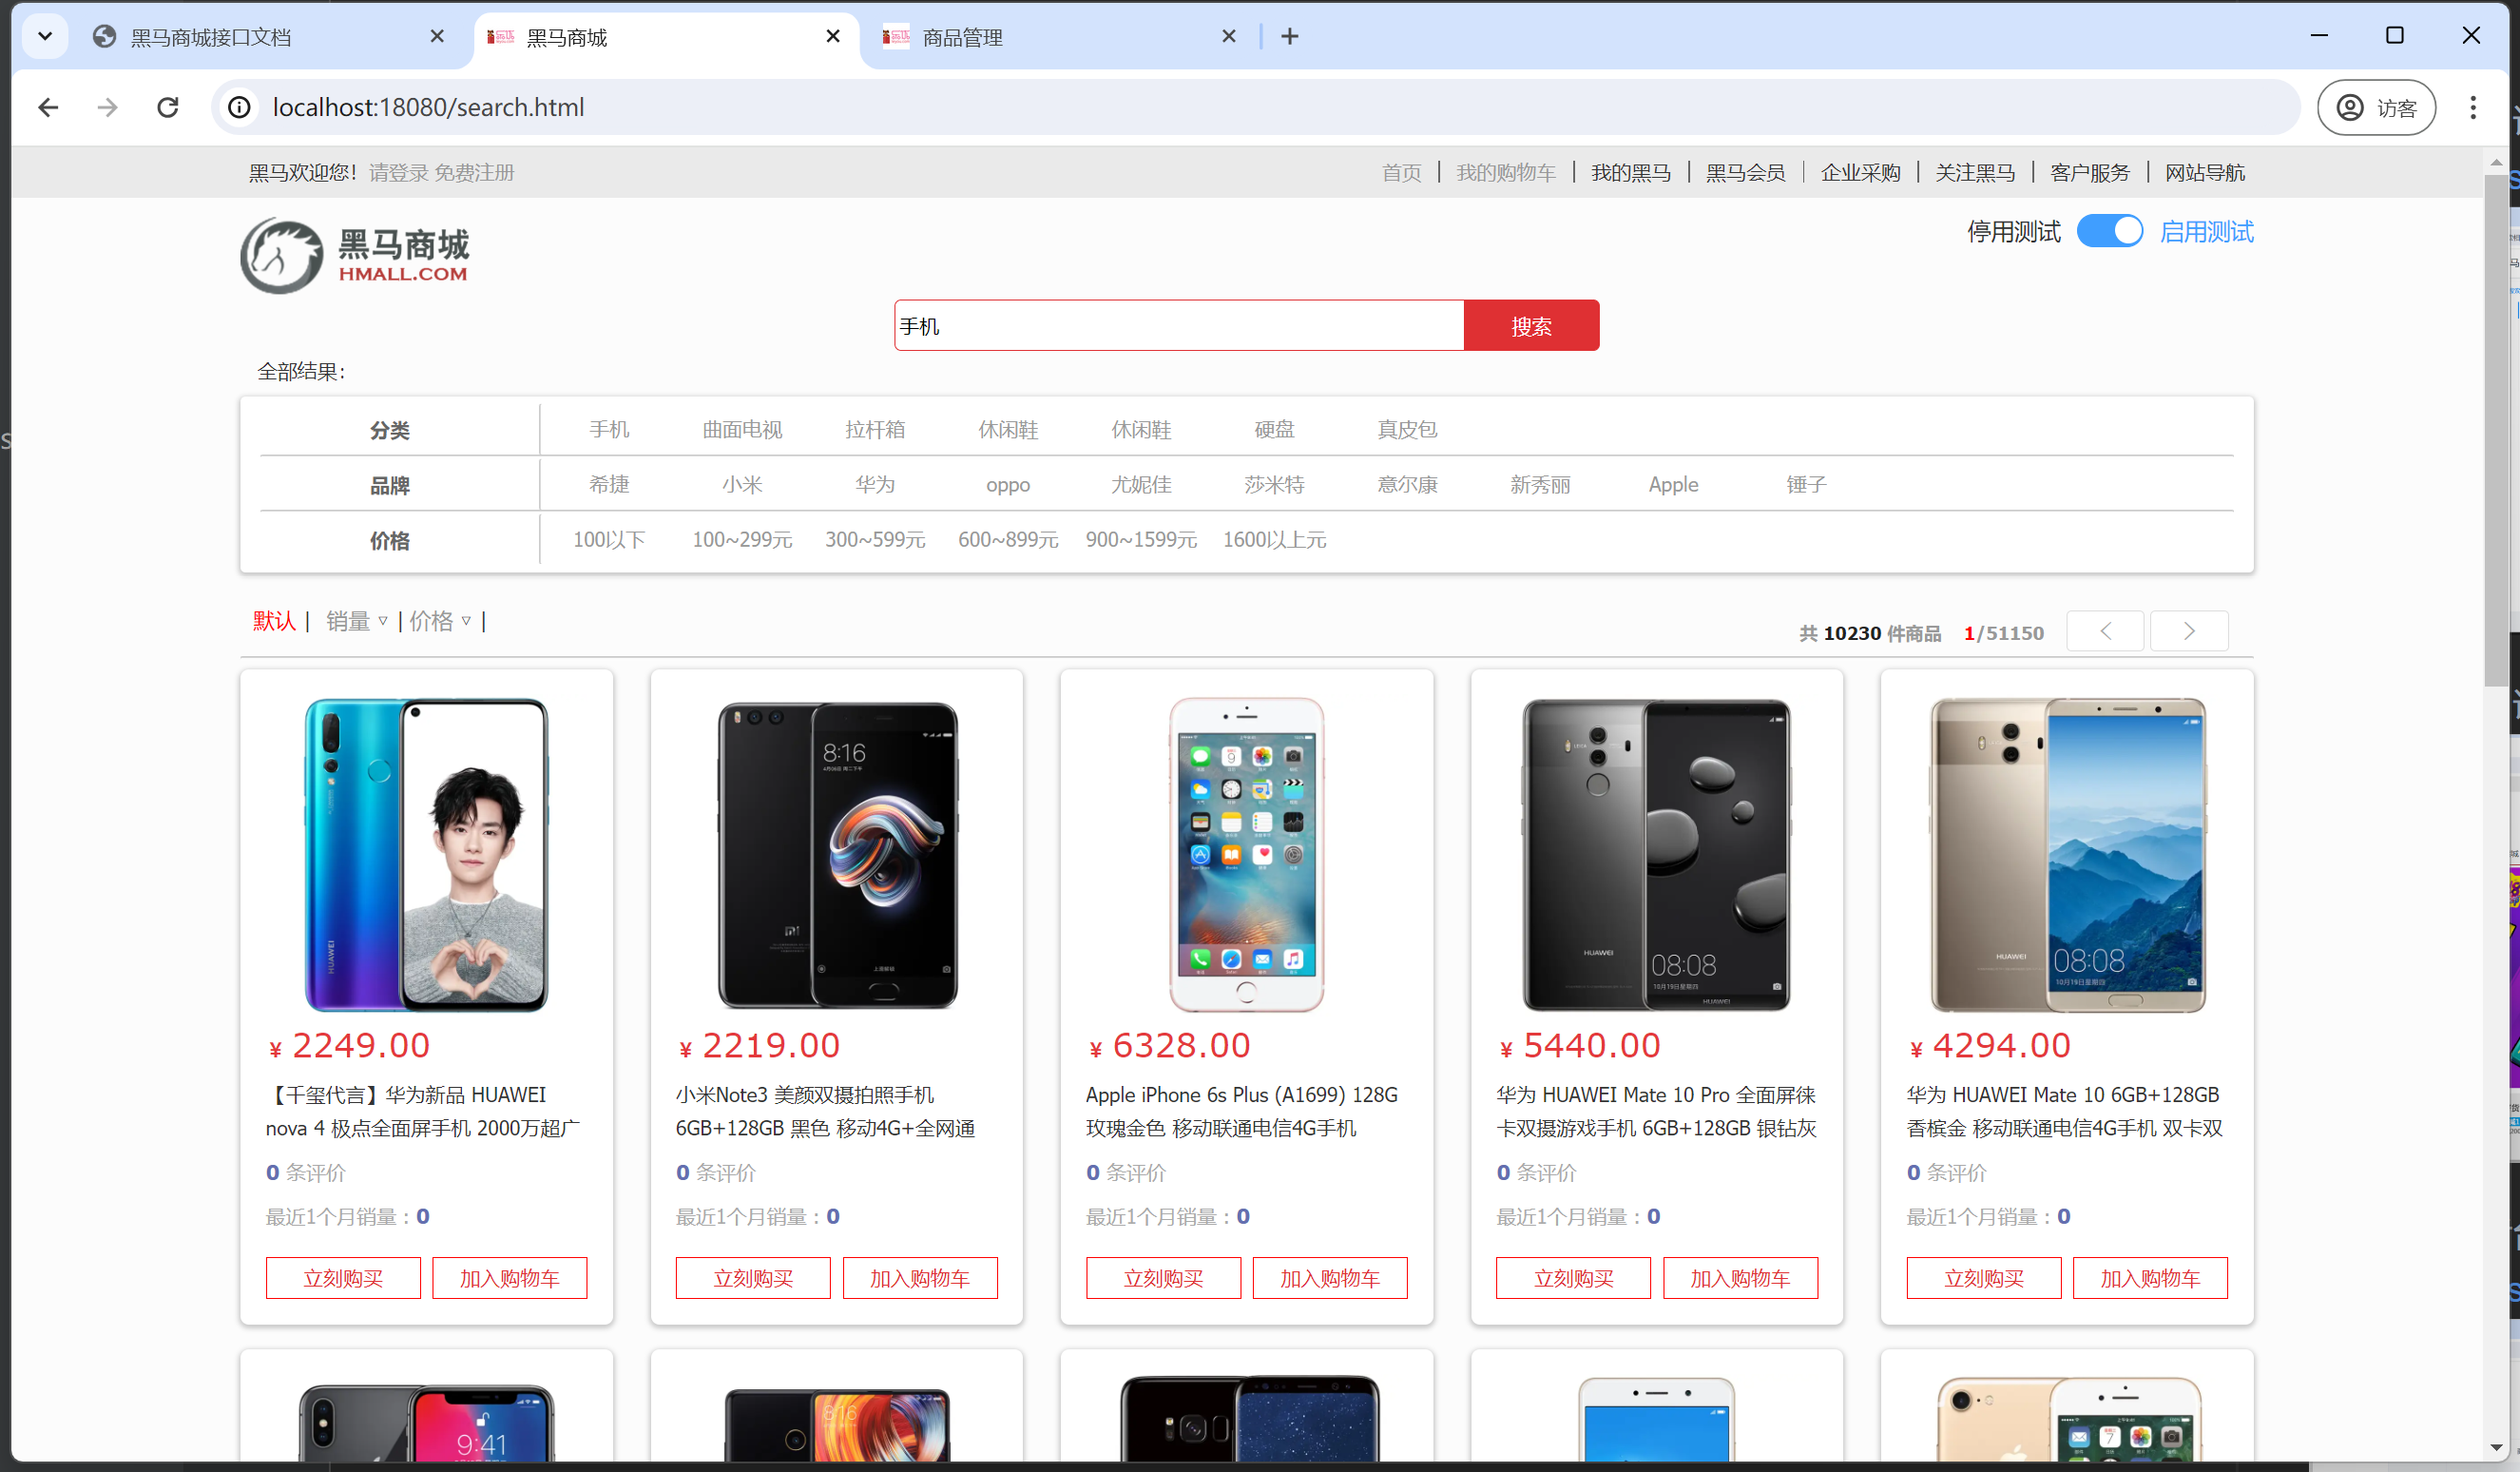 黑马商城接口文档
黑马商城
商品管理
localhost:18080/search.html
访客
黑马欢迎您！请登录 免费注册
首页 | 我的购物车 | 我的黑马 | 黑马会员 | 企业采购 | 关注黑马 | 客户服务 | 网站导航
黑马商城
HMALL.COM
停用测试 启用测试
手机 搜索
全部结果：
分类 手机 曲面电视 拉杆箱 休闲鞋 休闲鞋 硬盘 真皮包
品牌 希捷 小米 华为 oppo 尤妮佳 莎米特 意尔康 新秀丽 Apple 锤子
价格 100以下 100~299元 300~599元 600~899元 900~1599元 1600以上元
默认 | 销量 ▿ | 价格 ▿ |
共 10230 件商品 1/51150
HUAWEI
8:16
HUAWEI
08:08
HUAWEI
HUAWEI
08:08
¥ 2249.00
【千玺代言】华为新品 HUAWEI
nova 4 极点全面屏手机 2000万超广
0 条评价
最近1个月销量：0
立刻购买 加入购物车
¥ 2219.00
小米Note3 美颜双摄拍照手机
6GB+128GB 黑色 移动4G+全网通
0 条评价
最近1个月销量：0
立刻购买 加入购物车
¥ 6328.00
Apple iPhone 6s Plus (A1699) 128G
玫瑰金色 移动联通电信4G手机
0 条评价
最近1个月销量：0
立刻购买 加入购物车
¥ 5440.00
华为 HUAWEI Mate 10 Pro 全面屏徕
卡双摄游戏手机 6GB+128GB 银钻灰
0 条评价
最近1个月销量：0
立刻购买 加入购物车
¥ 4294.00
华为 HUAWEI Mate 10 6GB+128GB
香槟金 移动联通电信4G手机 双卡双
0 条评价
最近1个月销量：0
立刻购买 加入购物车
9:41
8:16